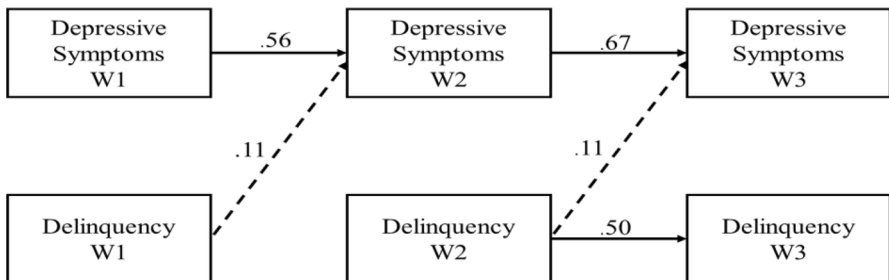 Depressive
Symptoms
W1
.56
Depressive
Symptoms
W2
.67
Depressive
Symptoms
W3
.11
.11
Delinquency
W1
Delinquency
W2
.50
Delinquency
W3